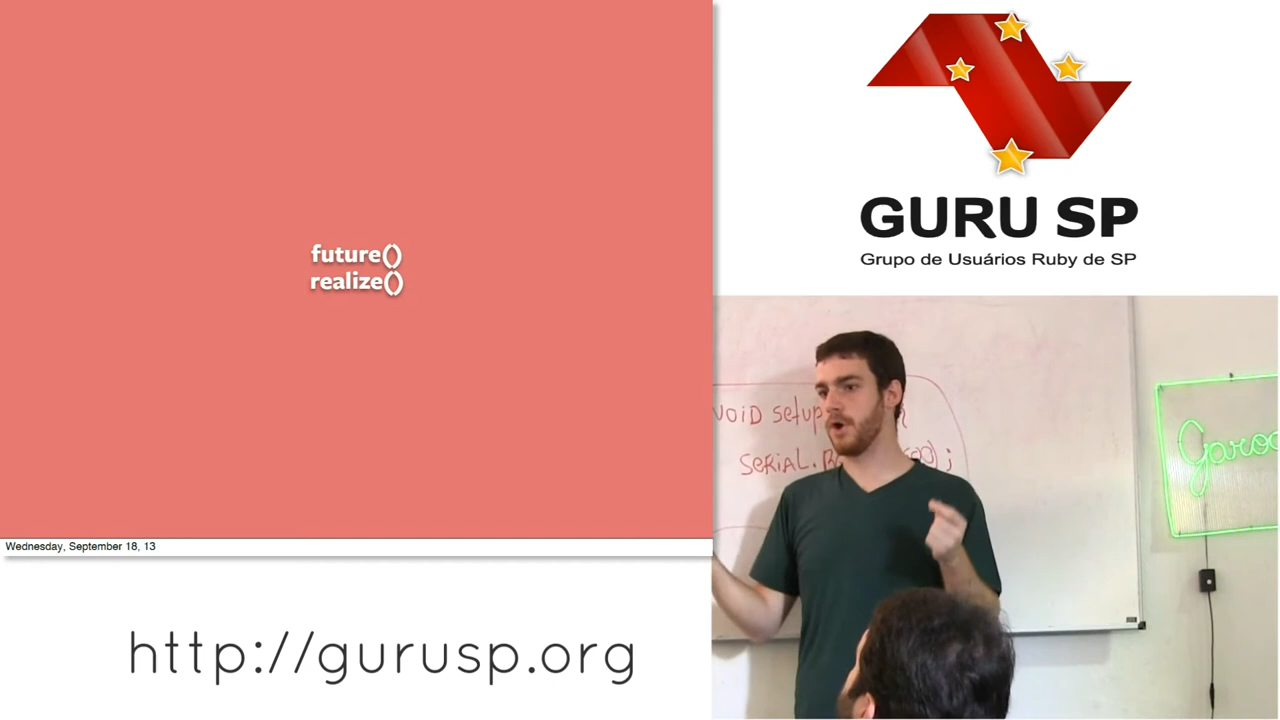 future()
realize()
Wednesday, September 18, 13
http://gurusp.org
GURU SP
Grupo de Usuários Ruby de SP
VOID setup
SERIAL.B
);
Garoa